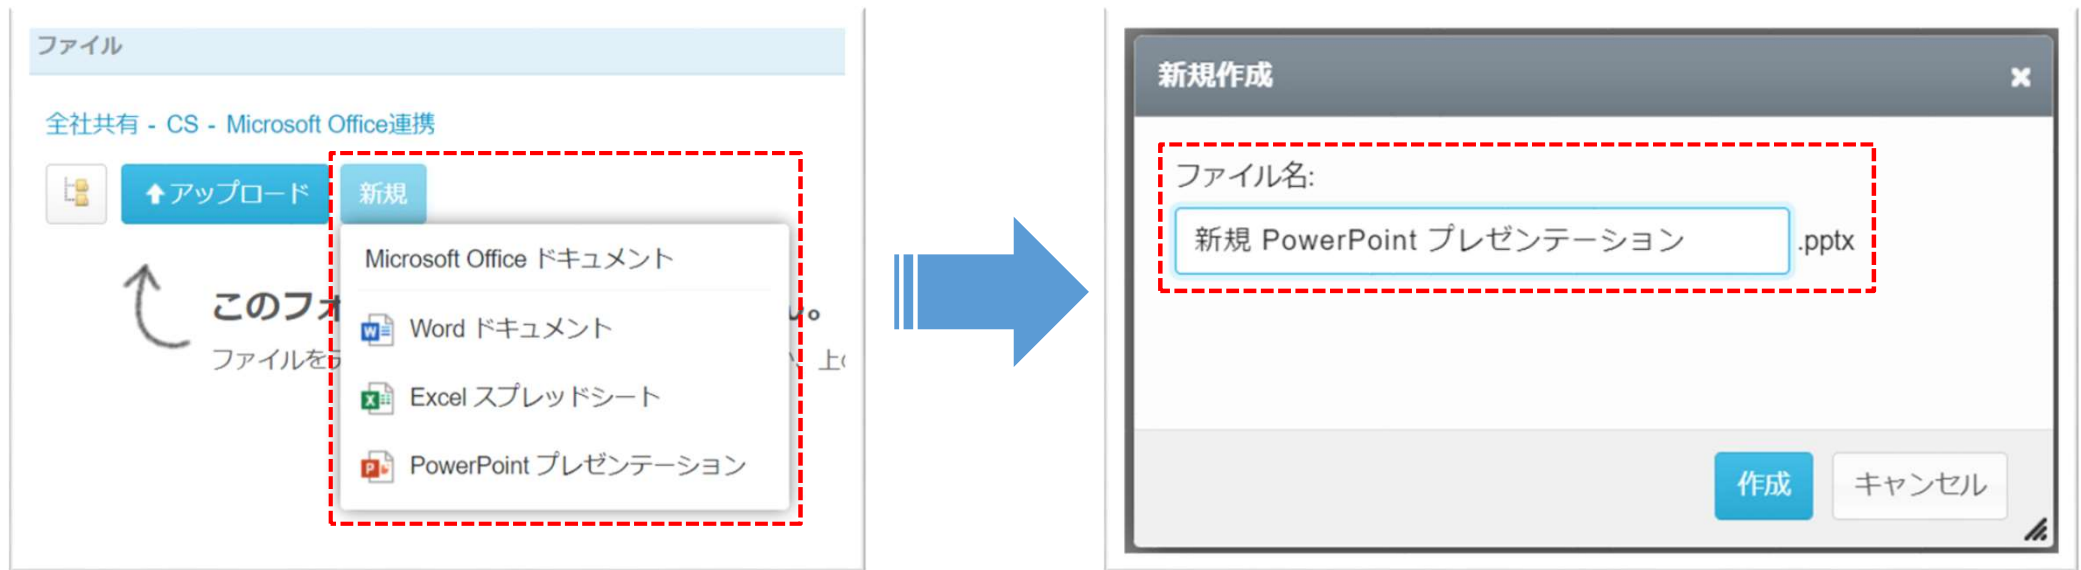 ファイル
全社共有 - CS - Microsoft Office連携
アップロード 新規
Microsoft Office ドキュメント
このフ
ん。
Word ドキュメント
ファイルを
上の
Excel スプレッドシート
PowerPoint プレゼンテーション
新規作成
ファイル名:
新規 PowerPoint プレゼンテーション .pptx
作成 キャンセル